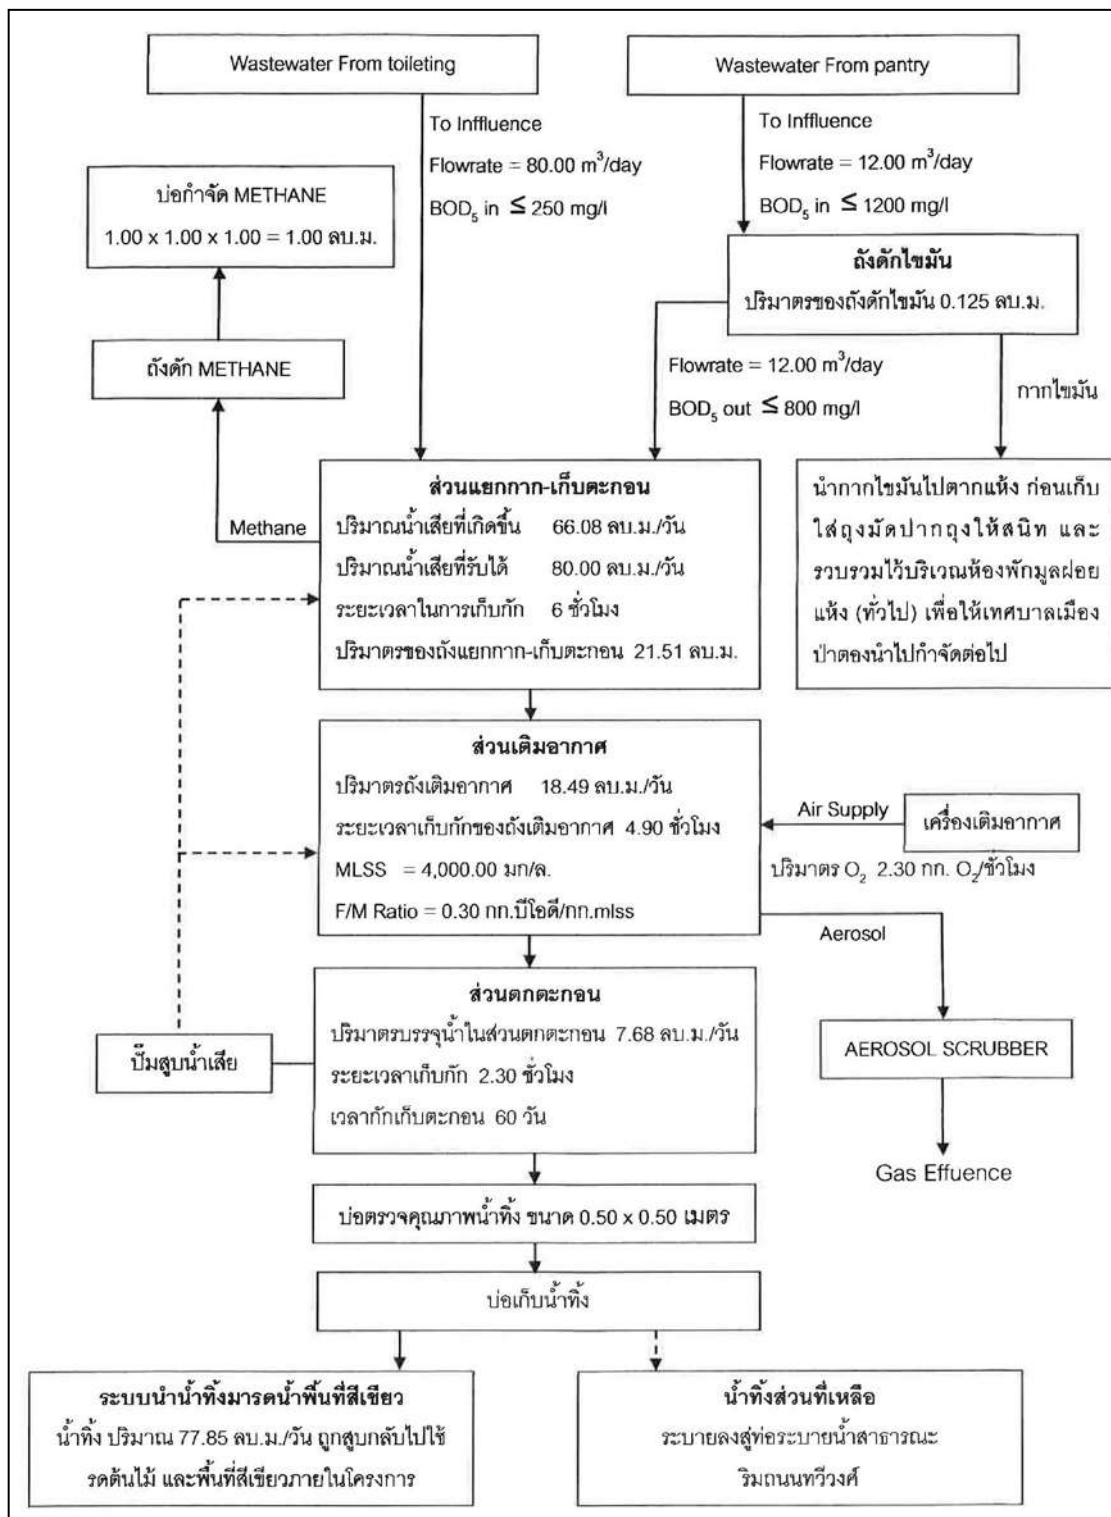 Wastewater From toileting
Wastewater From pantry
To Inffluence
Flowrate = 80.00 m³/day
BOD₅ in ≤ 250 mg/l
To Inffluence
Flowrate = 12.00 m³/day
BOD₅ in ≤ 1200 mg/l
บ่อกำจัด METHANE
1.00 x 1.00 x 1.00 = 1.00 ลบ.ม.
ถังดักไขมัน
ปริมาตรของถังดักไขมัน 0.125 ลบ.ม.
ถังดัก METHANE
Flowrate = 12.00 m³/day
BOD₅ out ≤ 800 mg/l
กากไขมัน
Methane
ส่วนแยกกาก-เก็บตะกอน
ปริมาณน้ำเสียที่เกิดขึ้น 66.08 ลบ.ม./วัน
ปริมาณน้ำเสียที่รับได้ 80.00 ลบ.ม./วัน
ระยะเวลาในการเก็บกัก 6 ชั่วโมง
ปริมาตรของถังแยกกาก-เก็บตะกอน 21.51 ลบ.ม.
นำกากไขมันไปตากแห้ง ก่อนเก็บ
ใส่ถุงมัดปากถุงให้สนิท และ
รวบรวมไว้บริเวณห้องพักมูลฝอย
แห้ง (ทั่วไป) เพื่อให้เทศบาลเมือง
ป่าตองนำไปกำจัดต่อไป
ส่วนเติมอากาศ
ปริมาตรถังเติมอากาศ 18.49 ลบ.ม./วัน
ระยะเวลาเก็บกักของถังเติมอากาศ 4.90 ชั่วโมง
MLSS = 4,000.00 มก/ล.
F/M Ratio = 0.30 กก.บีโอดี/กก.mlss
Air Supply
เครื่องเติมอากาศ
ปริมาตร O₂ 2.30 กก. O₂/ชั่วโมง
Aerosol
ส่วนตกตะกอน
ปริมาตรบรรจุน้ำในส่วนตกตะกอน 7.68 ลบ.ม./วัน
ระยะเวลาเก็บกัก 2.30 ชั่วโมง
เวลากักเก็บตะกอน 60 วัน
ปั๊มสูบน้ำเสีย
AEROSOL SCRUBBER
Gas Effuence
บ่อตรวจคุณภาพน้ำทิ้ง ขนาด 0.50 x 0.50 เมตร
บ่อเก็บน้ำทิ้ง
ระบบนำน้ำทิ้งมารดน้ำพื้นที่สีเขียว
น้ำทิ้ง ปริมาณ 77.85 ลบ.ม./วัน ถูกสูบกลับไปใช้
รดต้นไม้ และพื้นที่สีเขียวภายในโครงการ
น้ำทิ้งส่วนที่เหลือ
ระบายลงสู่ท่อระบายน้ำสาธารณะ
ริมถนนทวีวงศ์